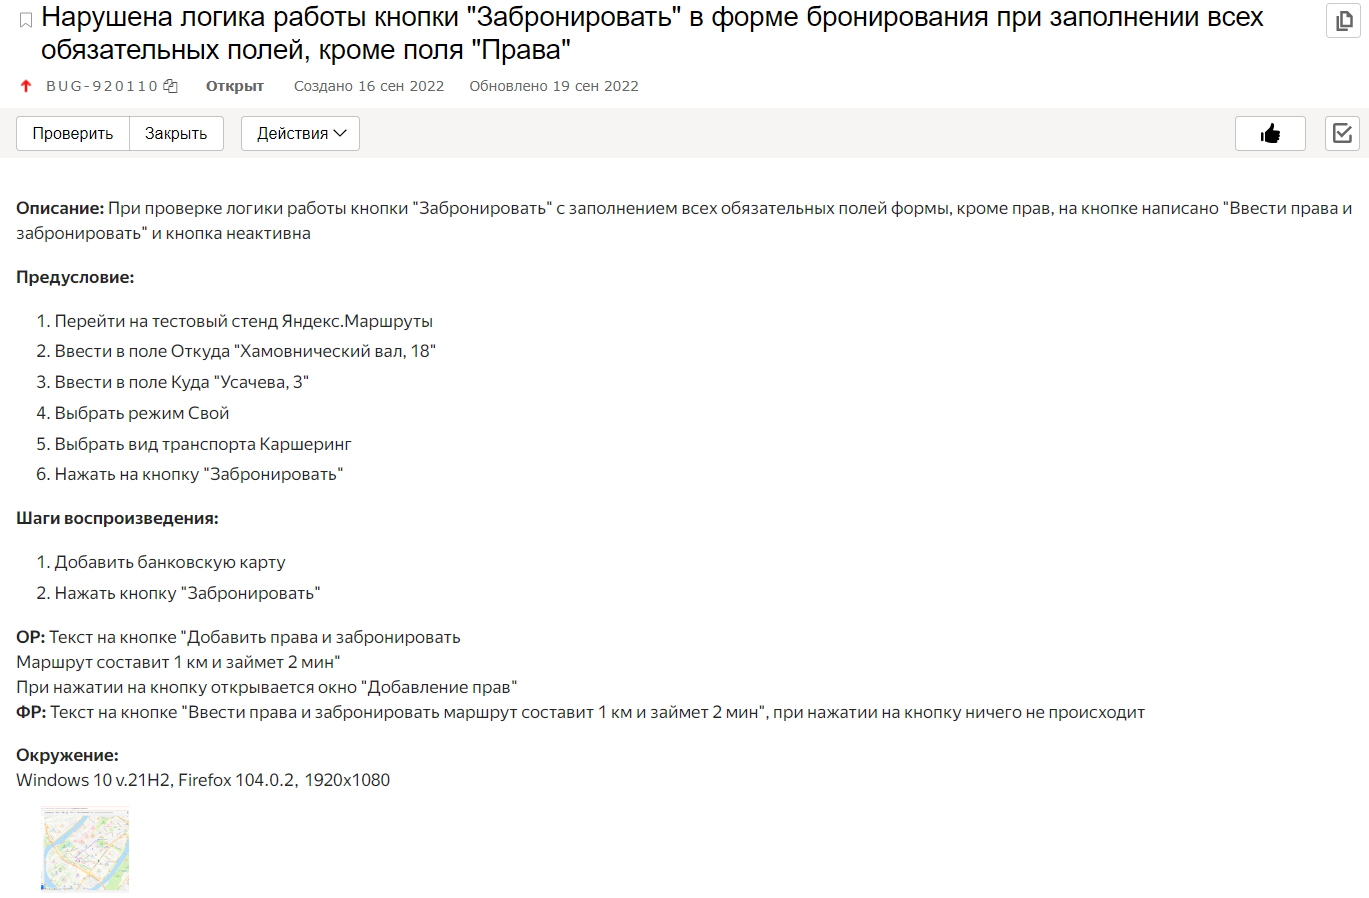 Нарушена логика работы кнопки "Забронировать" в форме бронирования при заполнении всех
обязательных полей, кроме поля "Права"
BUG-920110 Открыт Создано 16 сен 2022 Обновлено 19 сен 2022
Проверить Закрыть Действия
Описание: При проверке логики работы кнопки "Забронировать" с заполнением всех обязательных полей формы, кроме прав, на кнопке написано "Ввести права и
забронировать" и кнопка неактивна
Предусловие:
1. Перейти на тестовый стенд Яндекс.Маршруты
2. Ввести в поле Откуда "Хамовнический вал, 18"
3. Ввести в поле Куда "Усачева, 3"
4. Выбрать режим Свой
5. Выбрать вид транспорта Каршеринг
6. Нажать на кнопку "Забронировать"
Шаги воспроизведения:
1. Добавить банковскую карту
2. Нажать кнопку "Забронировать"
ОР: Текст на кнопке "Добавить права и забронировать
Маршрут составит 1 км и займет 2 мин"
При нажатии на кнопку открывается окно "Добавление прав"
ФР: Текст на кнопке "Ввести права и забронировать маршрут составит 1 км и займет 2 мин", при нажатии на кнопку ничего не происходит
Окружение:
Windows 10 v.21H2, Firefox 104.0.2, 1920x1080